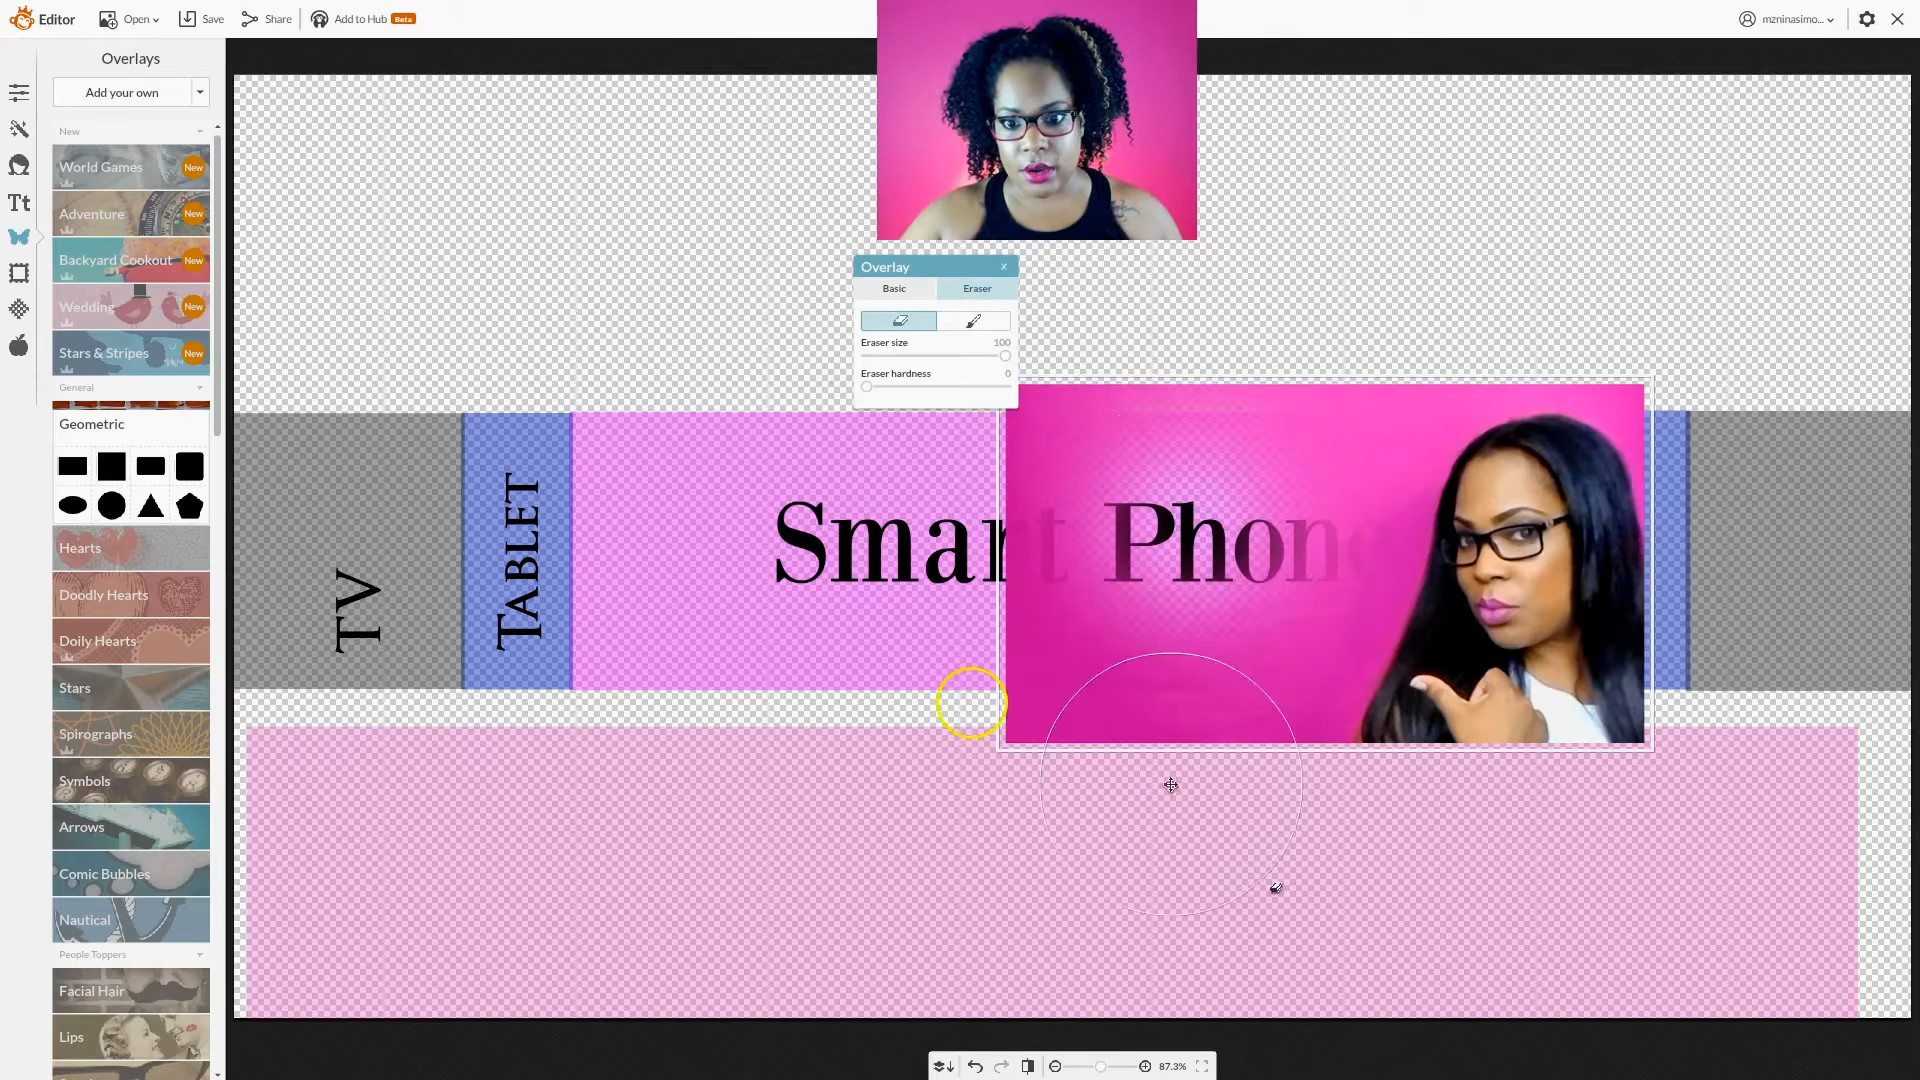 Editor
Open
Save
Share
Add to Hub
Beta
mzninasimo...
Overlays
Add your own
New
World Games
New
Adventure
New
Backyard Cookout
New
Wedding
New
Stars & Stripes
New
General
Geometric
Hearts
Doodly Hearts
Doily Hearts
Stars
Spirographs
Symbols
Arrows
Comic Bubbles
Nautical
People Toppers
Facial Hair
Lips
Tt
Overlay
x
Basic
Eraser
Eraser size
100
Eraser hardness
0
TV
TABLET
Smart Phone
87.3%